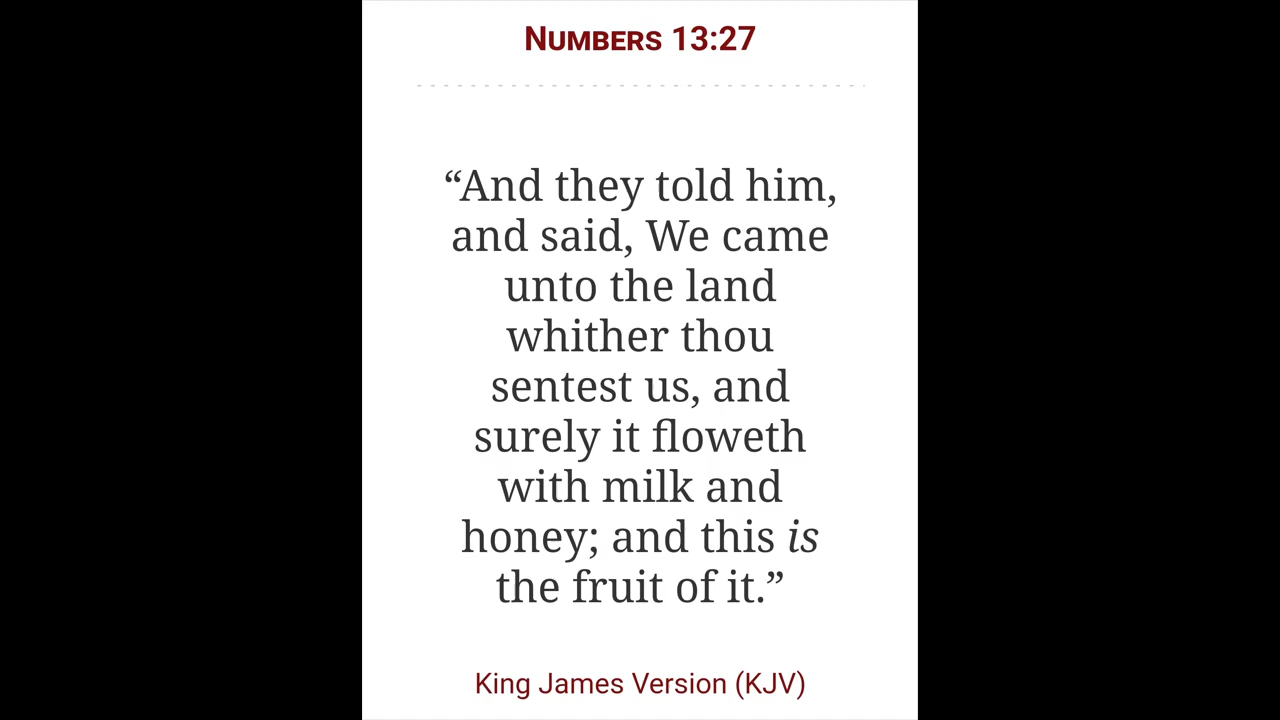 Numbers 13:27
“And they told him,
and said, We came
unto the land
whither thou
sentest us, and
surely it floweth
with milk and
honey; and this is
the fruit of it.”
King James Version (KJV)